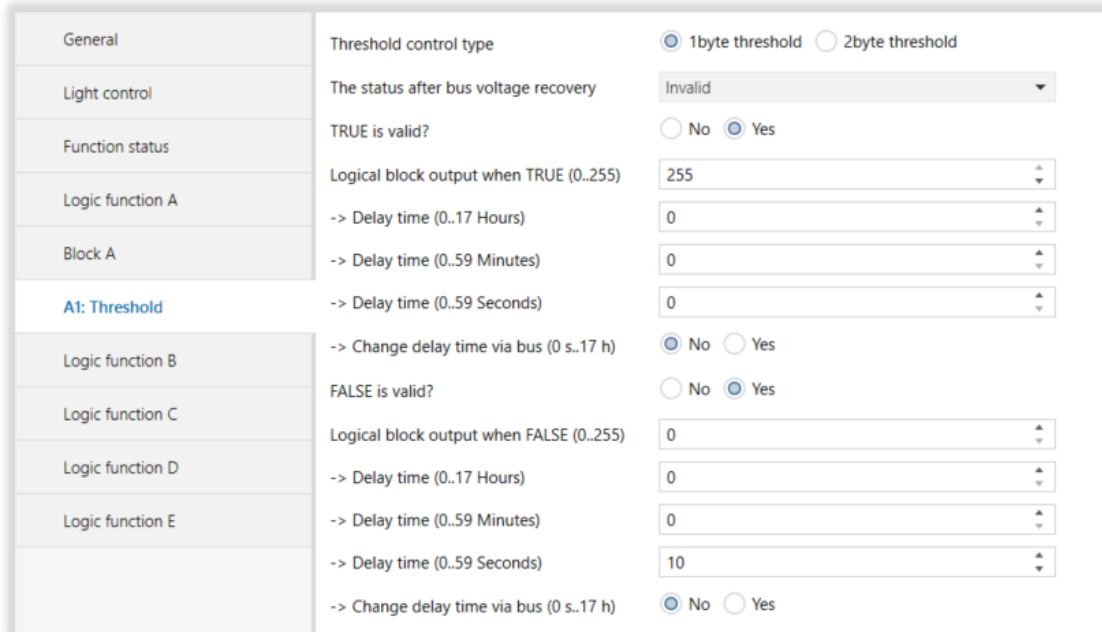 General
Light control
Function status
Logic function A
Block A
A1: Threshold
Logic function B
Logic function C
Logic function D
Logic function E
Threshold control type 1byte threshold 2byte threshold
The status after bus voltage recovery Invalid
TRUE is valid? No Yes
Logical block output when TRUE (0..255) 255
-> Delay time (0..17 Hours) 0
-> Delay time (0..59 Minutes) 0
-> Delay time (0..59 Seconds) 0
-> Change delay time via bus (0 s..17 h) No Yes
FALSE is valid? No Yes
Logical block output when FALSE (0..255) 0
-> Delay time (0..17 Hours) 0
-> Delay time (0..59 Minutes) 0
-> Delay time (0..59 Seconds) 10
-> Change delay time via bus (0 s..17 h) No Yes